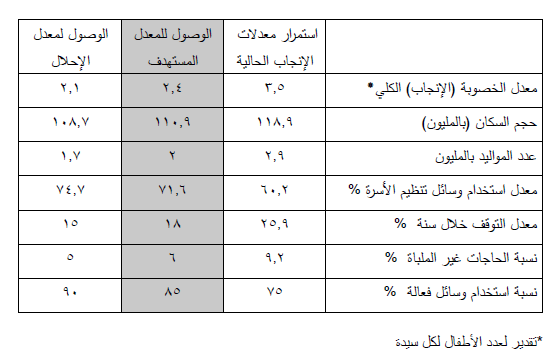 استمرار معدلات الإنجاب الحالية | الوصول للمعدل المستهدف | الوصول لمعدل الإحلال
معدل الخصوبة (الإنجاب) الكلي* | ٣,٥ | ٢,٤ | ٢,١
حجم السكان (بالمليون) | ١١٨,٩ | ١١٠,٩ | ١٠٨,٧
عدد المواليد بالمليون | ٢,٩ | ٢ | ١,٧
معدل استخدام وسائل تنظيم الأسرة % | ٦٠,٢ | ٧١,٦ | ٧٤,٧
معدل التوقف خلال سنة % | ٢٥,٩ | ١٨ | ١٥
نسبة الحاجات غير الملباة % | ٩,٢ | ٦ | ٥
نسبة استخدام وسائل فعالة % | ٧٥ | ٨٥ | ٩٠
*تقدير لعدد الأطفال لكل سيدة